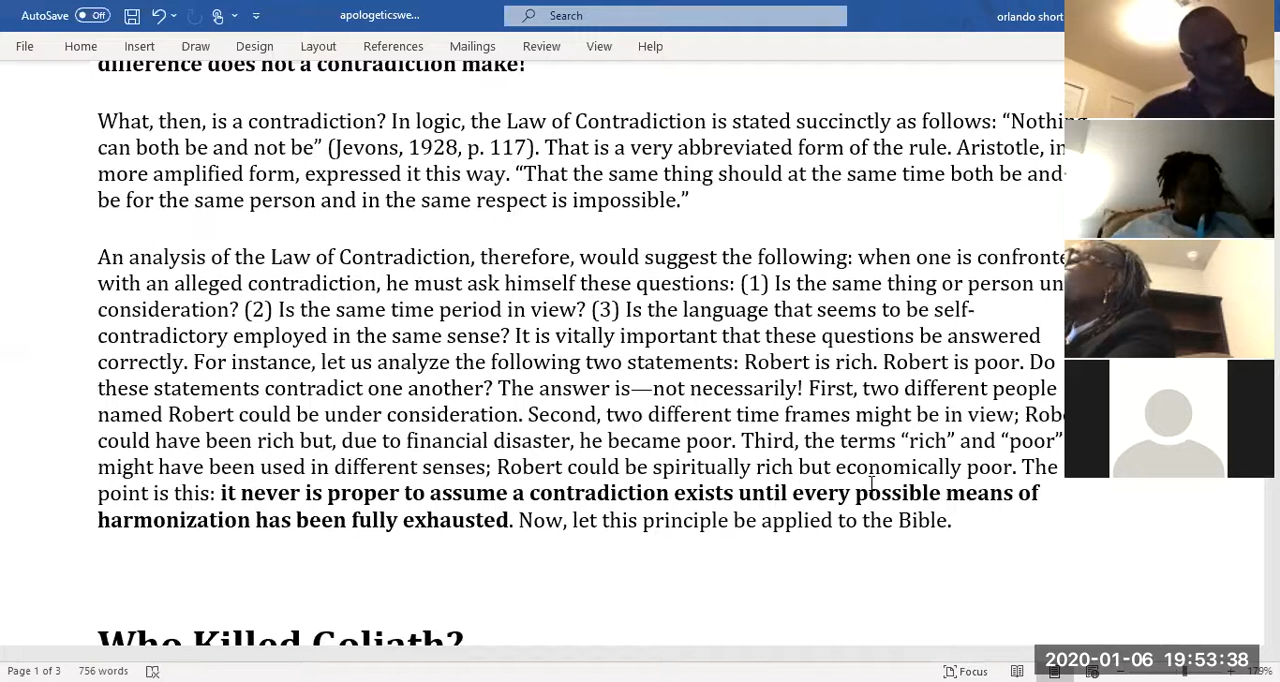 AutoSave Off apologeticswe... Search orlando short
File Home Insert Draw Design Layout References Mailings Review View Help
difference does not a contradiction make!
What, then, is a contradiction? In logic, the Law of Contradiction is stated succinctly as follows: “Nothing
can both be and not be” (Jevons, 1928, p. 117). That is a very abbreviated form of the rule. Aristotle, in
more amplified form, expressed it this way. “That the same thing should at the same time both be and
be for the same person and in the same respect is impossible.”
An analysis of the Law of Contradiction, therefore, would suggest the following: when one is confronte
with an alleged contradiction, he must ask himself these questions: (1) Is the same thing or person un
consideration? (2) Is the same time period in view? (3) Is the language that seems to be self-
contradictory employed in the same sense? It is vitally important that these questions be answered
correctly. For instance, let us analyze the following two statements: Robert is rich. Robert is poor. Do
these statements contradict one another? The answer is—not necessarily! First, two different people
named Robert could be under consideration. Second, two different time frames might be in view; Robe
could have been rich but, due to financial disaster, he became poor. Third, the terms “rich” and “poor”
might have been used in different senses; Robert could be spiritually rich but economically poor. The
point is this: it never is proper to assume a contradiction exists until every possible means of
harmonization has been fully exhausted. Now, let this principle be applied to the Bible.
Who Killed Goliath?
Page 1 of 3 756 words Focus 179%
2020-01-06 19:53:38